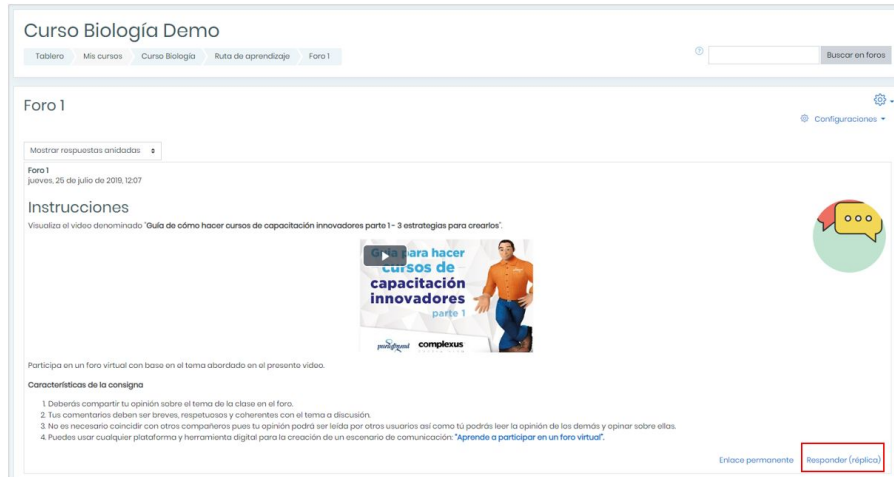 Curso Biología Demo
Tablero Mis cursos Curso Biología Ruta de aprendizaje Foro 1
Buscar en foros
Foro 1
Configuraciones
Mostrar respuestas anidadas
Foro 1
jueves, 25 de julio de 2019, 12:07
Instrucciones
Visualiza el video denominado "Guía de cómo hacer cursos de capacitación innovadores parte 1 - 3 estrategias para crearlos".
Guía para hacer
cursos de
capacitación
innovadores
parte 1
complexus
Participa en un foro virtual con base en el tema abordado en el presente video.
Características de la consigna
1. Deberás compartir tu opinión sobre el tema de la clase en el foro.
2. Tus comentarios deben ser breves, respetuosos y coherentes con el tema a discusión.
3. No es necesario coincidir con otros compañeros pues tu opinión podrá ser leída por otros usuarios así como tú podrás leer la opinión de los demás y opinar sobre ellas.
4. Puedes usar cualquier plataforma y herramienta digital para la creación de un escenario de comunicación: "Aprende a participar en un foro virtual".
Enlace permanente Responder (réplica)